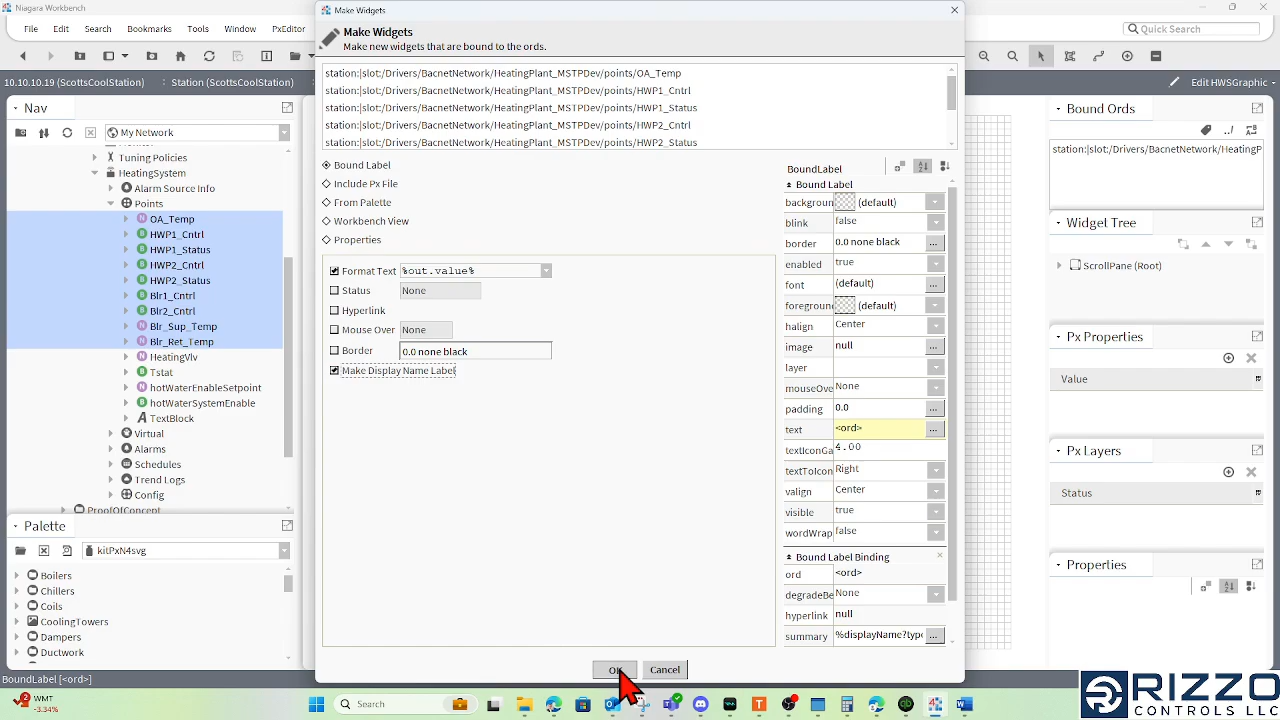 Niagara Workbench
File Edit Search Bookmarks Tools Window PxEditor
Quick Search
10.10.10.19 (ScottsCoolStation) Station (ScottsCoolStation)
Edit HWSGraphic
Nav
My Network
Tuning Policies
HeatingSystem
Alarm Source Info
Points
OA_Temp
HWP1_Cntrl
HWP1_Status
HWP2_Cntrl
HWP2_Status
Blr1_Cntrl
Blr2_Cntrl
Blr_Sup_Temp
Blr_Ret_Temp
HeatingVlv
Tstat
hotWaterEnableSetpoint
hotWaterSystemEnable
TextBlock
Virtual
Alarms
Schedules
Trend Logs
Config
ProofOfConcept
Palette
kitPxN4svg
Boilers
Chillers
Coils
CoolingTowers
Dampers
Ductwork
BoundLabel [<ord>]
Make Widgets
Make Widgets
Make new widgets that are bound to the ords.
station:|slot:/Drivers/BacnetNetwork/HeatingPlant_MSTPDev/points/OA_Temp
station:|slot:/Drivers/BacnetNetwork/HeatingPlant_MSTPDev/points/HWP1_Cntrl
station:|slot:/Drivers/BacnetNetwork/HeatingPlant_MSTPDev/points/HWP1_Status
station:|slot:/Drivers/BacnetNetwork/HeatingPlant_MSTPDev/points/HWP2_Cntrl
station:|slot:/Drivers/BacnetNetwork/HeatingPlant_MSTPDev/points/HWP2_Status
Bound Label
Include Px File
From Palette
Workbench View
Properties
Format Text %out.value%
Status None
Hyperlink
Mouse Over None
Border 0.0 none black
Make Display Name Label
BoundLabel
Bound Label
backgroun (default)
blink false
border 0.0 none black
enabled true
font (default)
foreground (default)
halign Center
image null
layer
mouseOve None
padding 0.0
text <ord>
textIconGa 4.00
textToIcon Right
valign Center
visible true
wordWrap false
Bound Label Binding
ord <ord>
degradeBe None
hyperlink null
summary %displayName?type
OK Cancel
Bound Ords
station:|slot:/Drivers/BacnetNetwork/HeatingP
Widget Tree
ScrollPane (Root)
Px Properties
Value
Px Layers
Status
Properties
2 WMT
-3.34%
Search
RIZZO
CONTROLS LLC